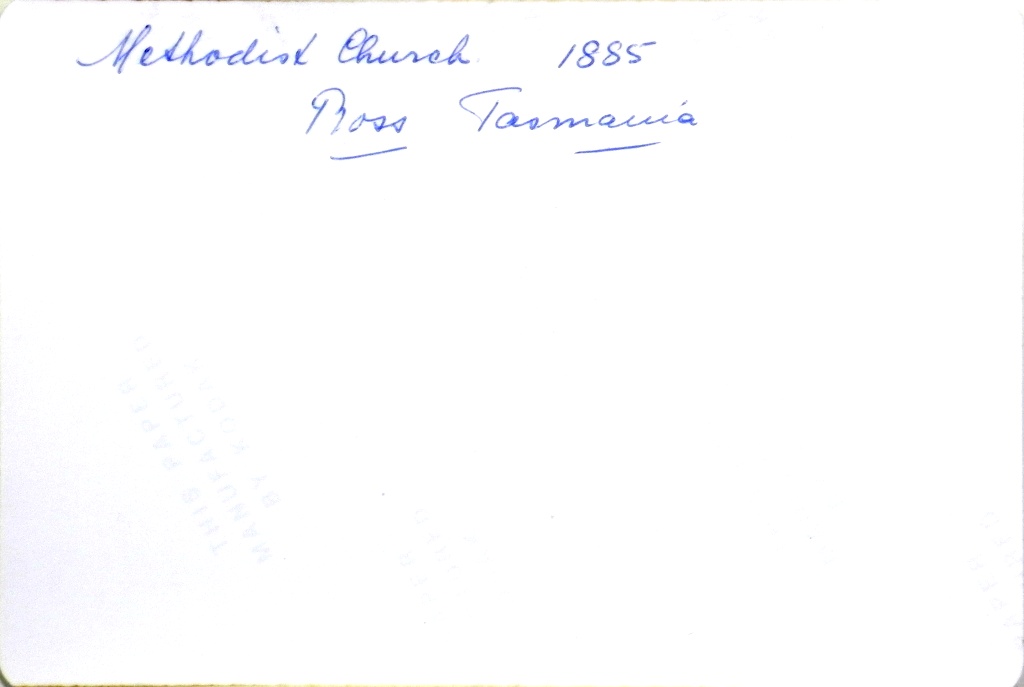 Methodist Church 1885
Ross Tasmania
THIS PAPER
MANUFACTURED
BY KODAK